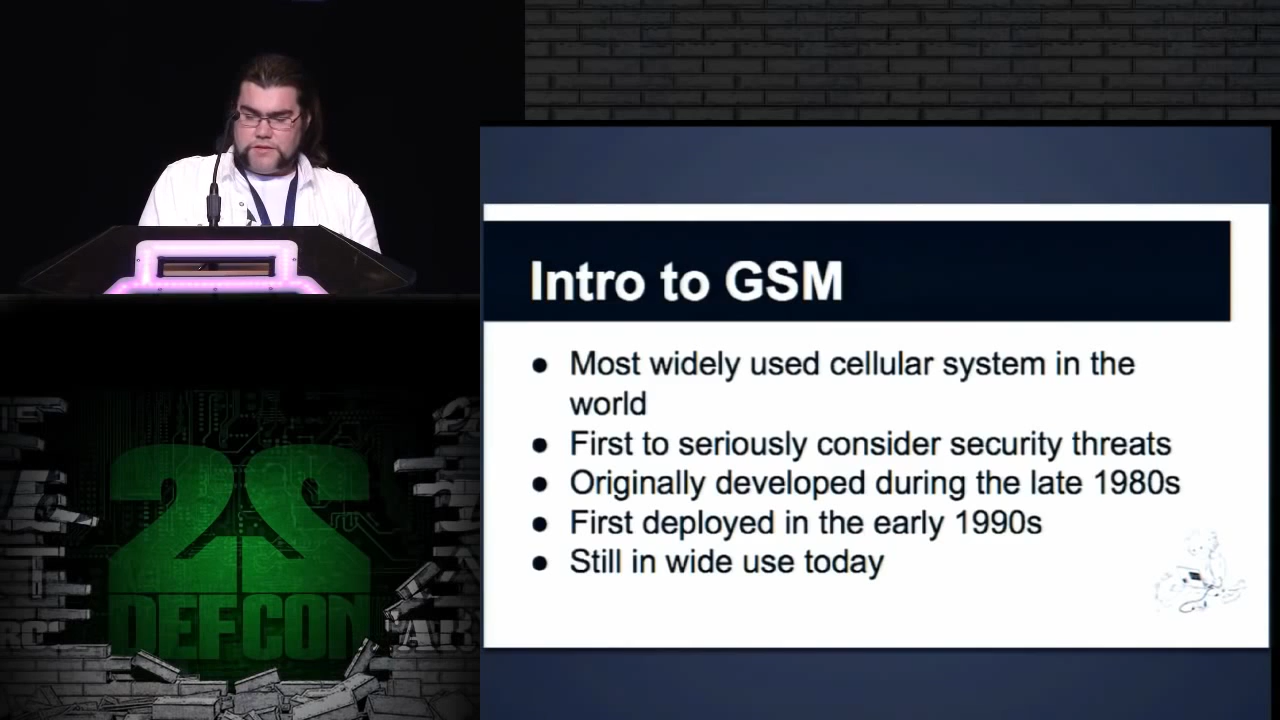 Intro to GSM
● Most widely used cellular system in the
world
● First to seriously consider security threats
● Originally developed during the late 1980s
● First deployed in the early 1990s
● Still in wide use today
22
DEFCON